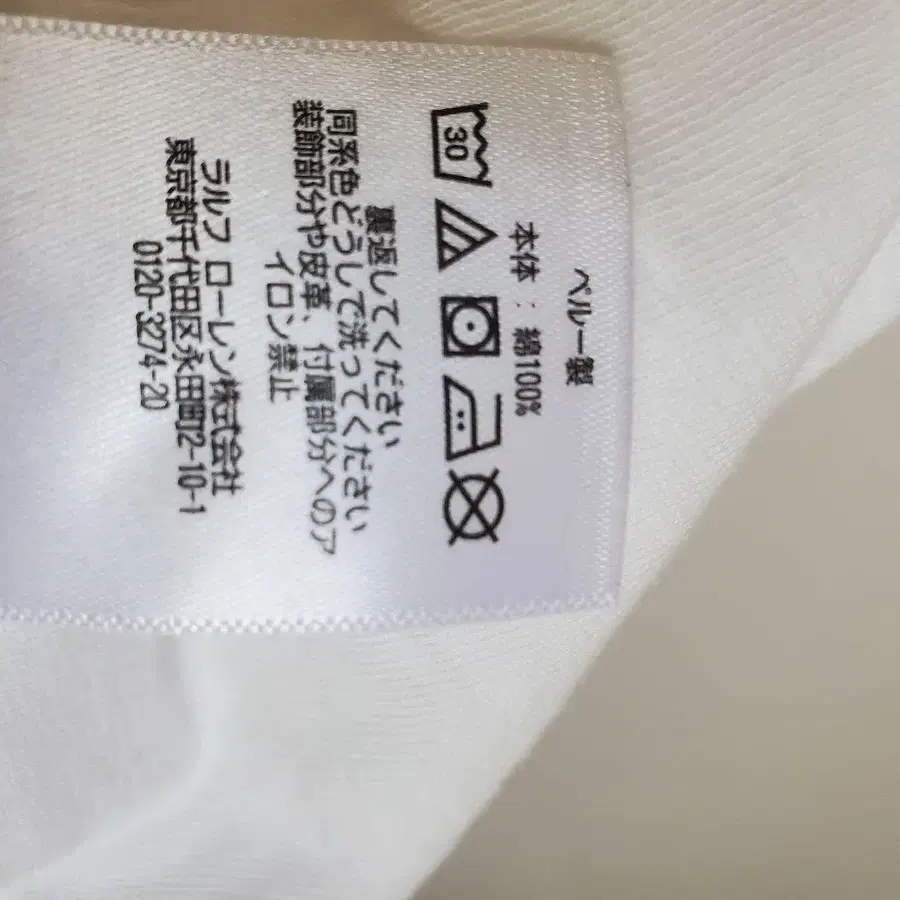 ペルー製
本体 : 綿100%
30
裏返してください
同系色どうしで洗ってください
装飾部分や皮革、付属部分へのア
イロン禁止
ラルフ ローレン株式会社
東京都千代田区永田町2-10-1
0120-3274-20